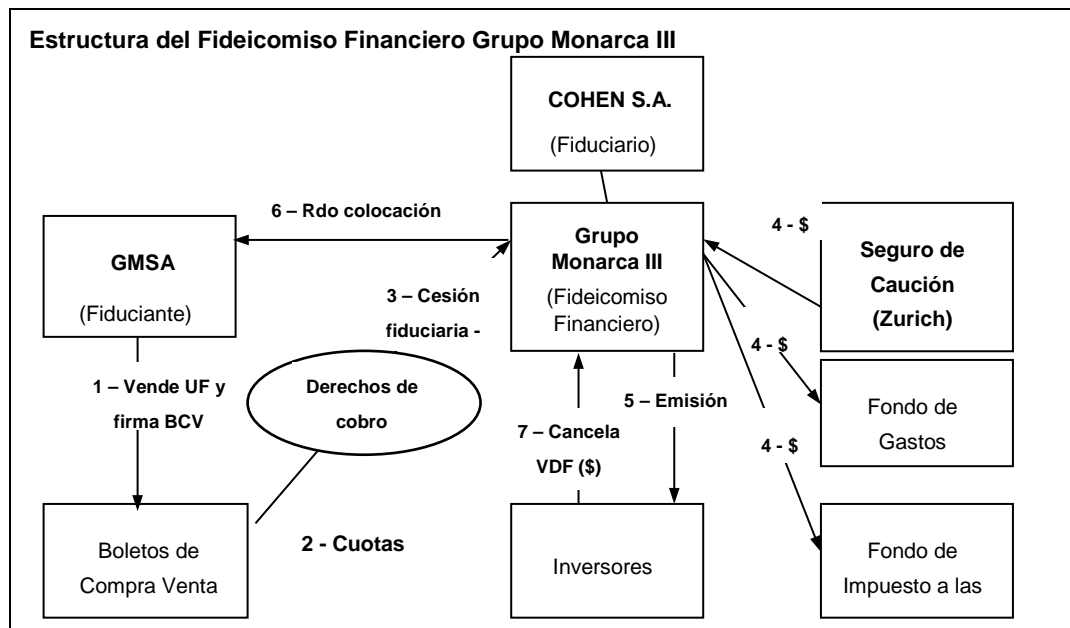 Estructura del Fideicomiso Financiero Grupo Monarca III
COHEN S.A.
(Fiduciario)
6 – Rdo colocación
GMSA
(Fiduciante)
3 – Cesión
fiduciaria -
Grupo
Monarca III
(Fideicomiso
Financiero)
4 - $
Seguro de
Caución
(Zurich)
1 – Vende UF y
firma BCV
Derechos de
cobro
7 – Cancela
VDF ($)
5 – Emisión
4 - $
4 - $
Fondo de
Gastos
Boletos de
Compra Venta
2 - Cuotas
Inversores
Fondo de
Impuesto a las